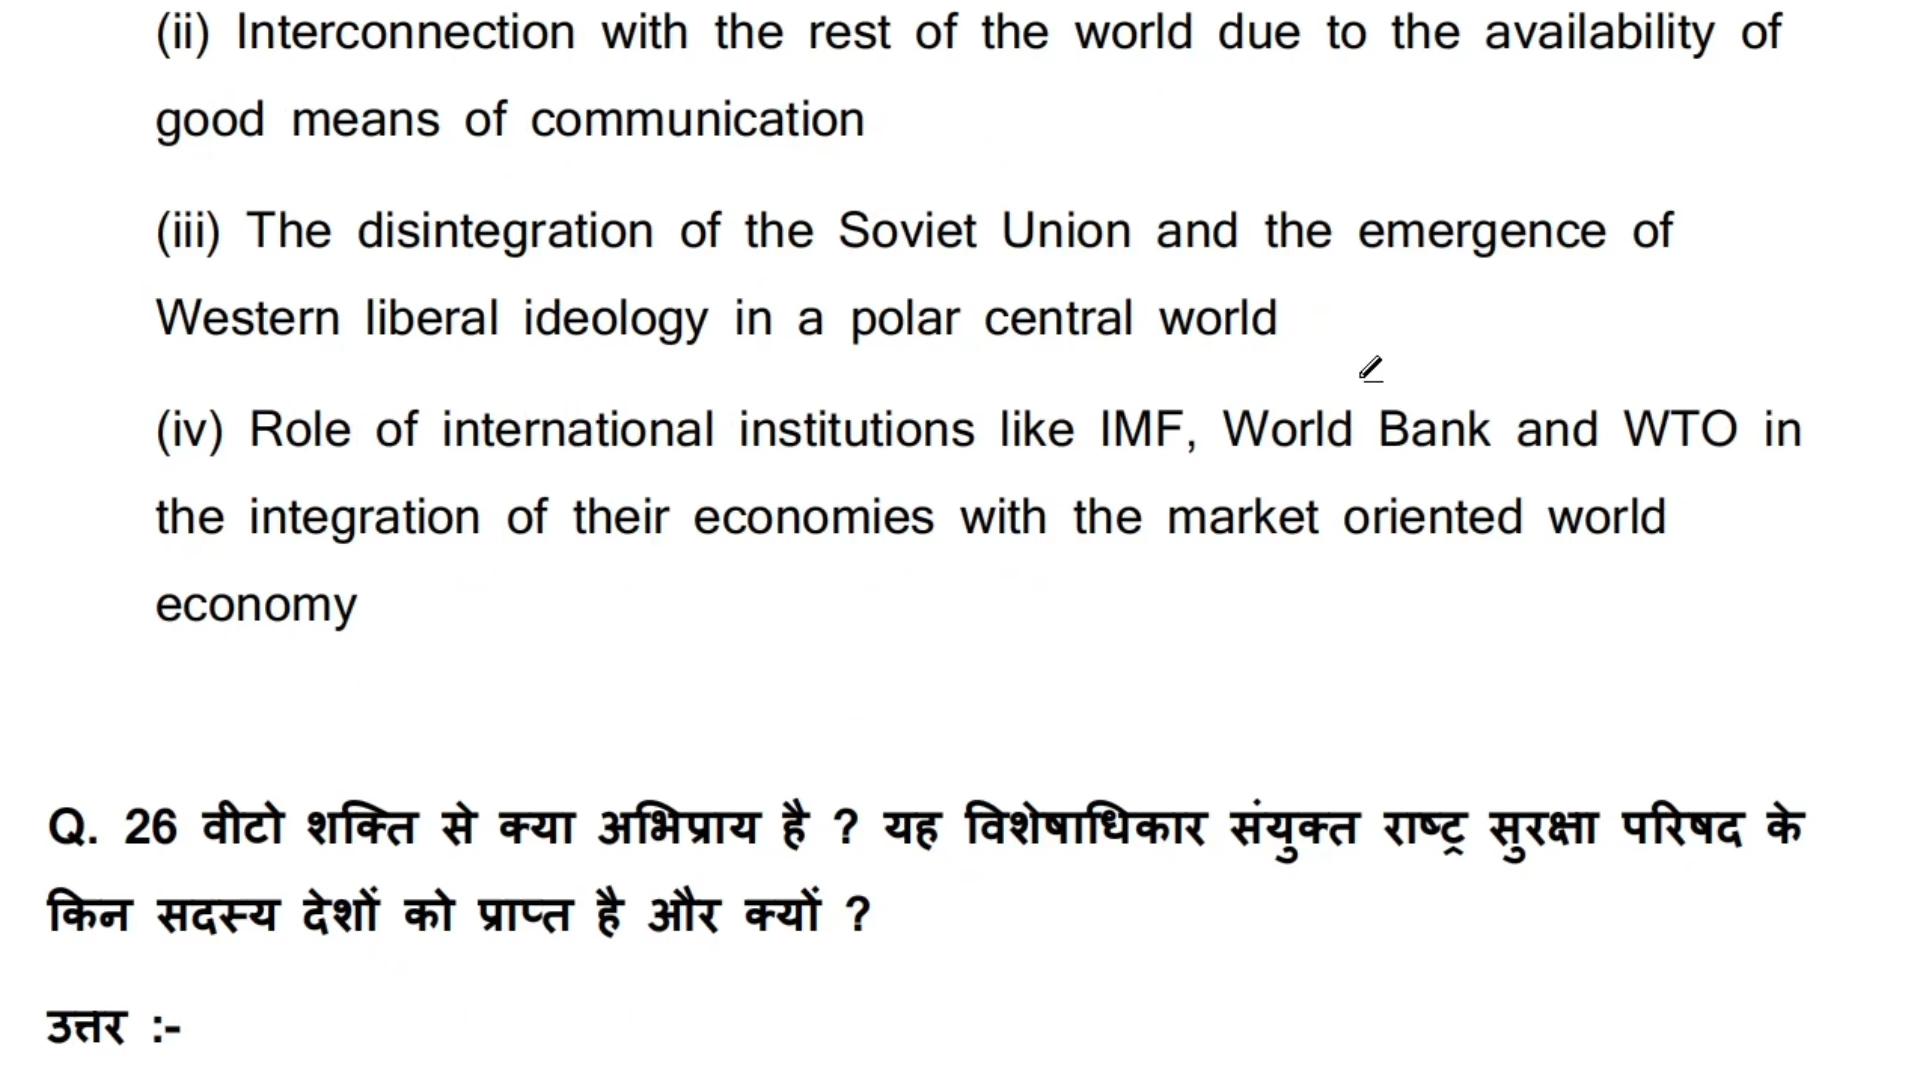 (ii) Interconnection with the rest of the world due to the availability of
good means of communication
(iii) The disintegration of the Soviet Union and the emergence of
Western liberal ideology in a polar central world
(iv) Role of international institutions like IMF, World Bank and WTO in
the integration of their economies with the market oriented world
economy
Q. 26 वीटो शक्ति से क्या अभिप्राय है ? यह विशेषाधिकार संयुक्त राष्ट्र सुरक्षा परिषद के
किन सदस्य देशों को प्राप्त है और क्यों ?
उत्तर :-